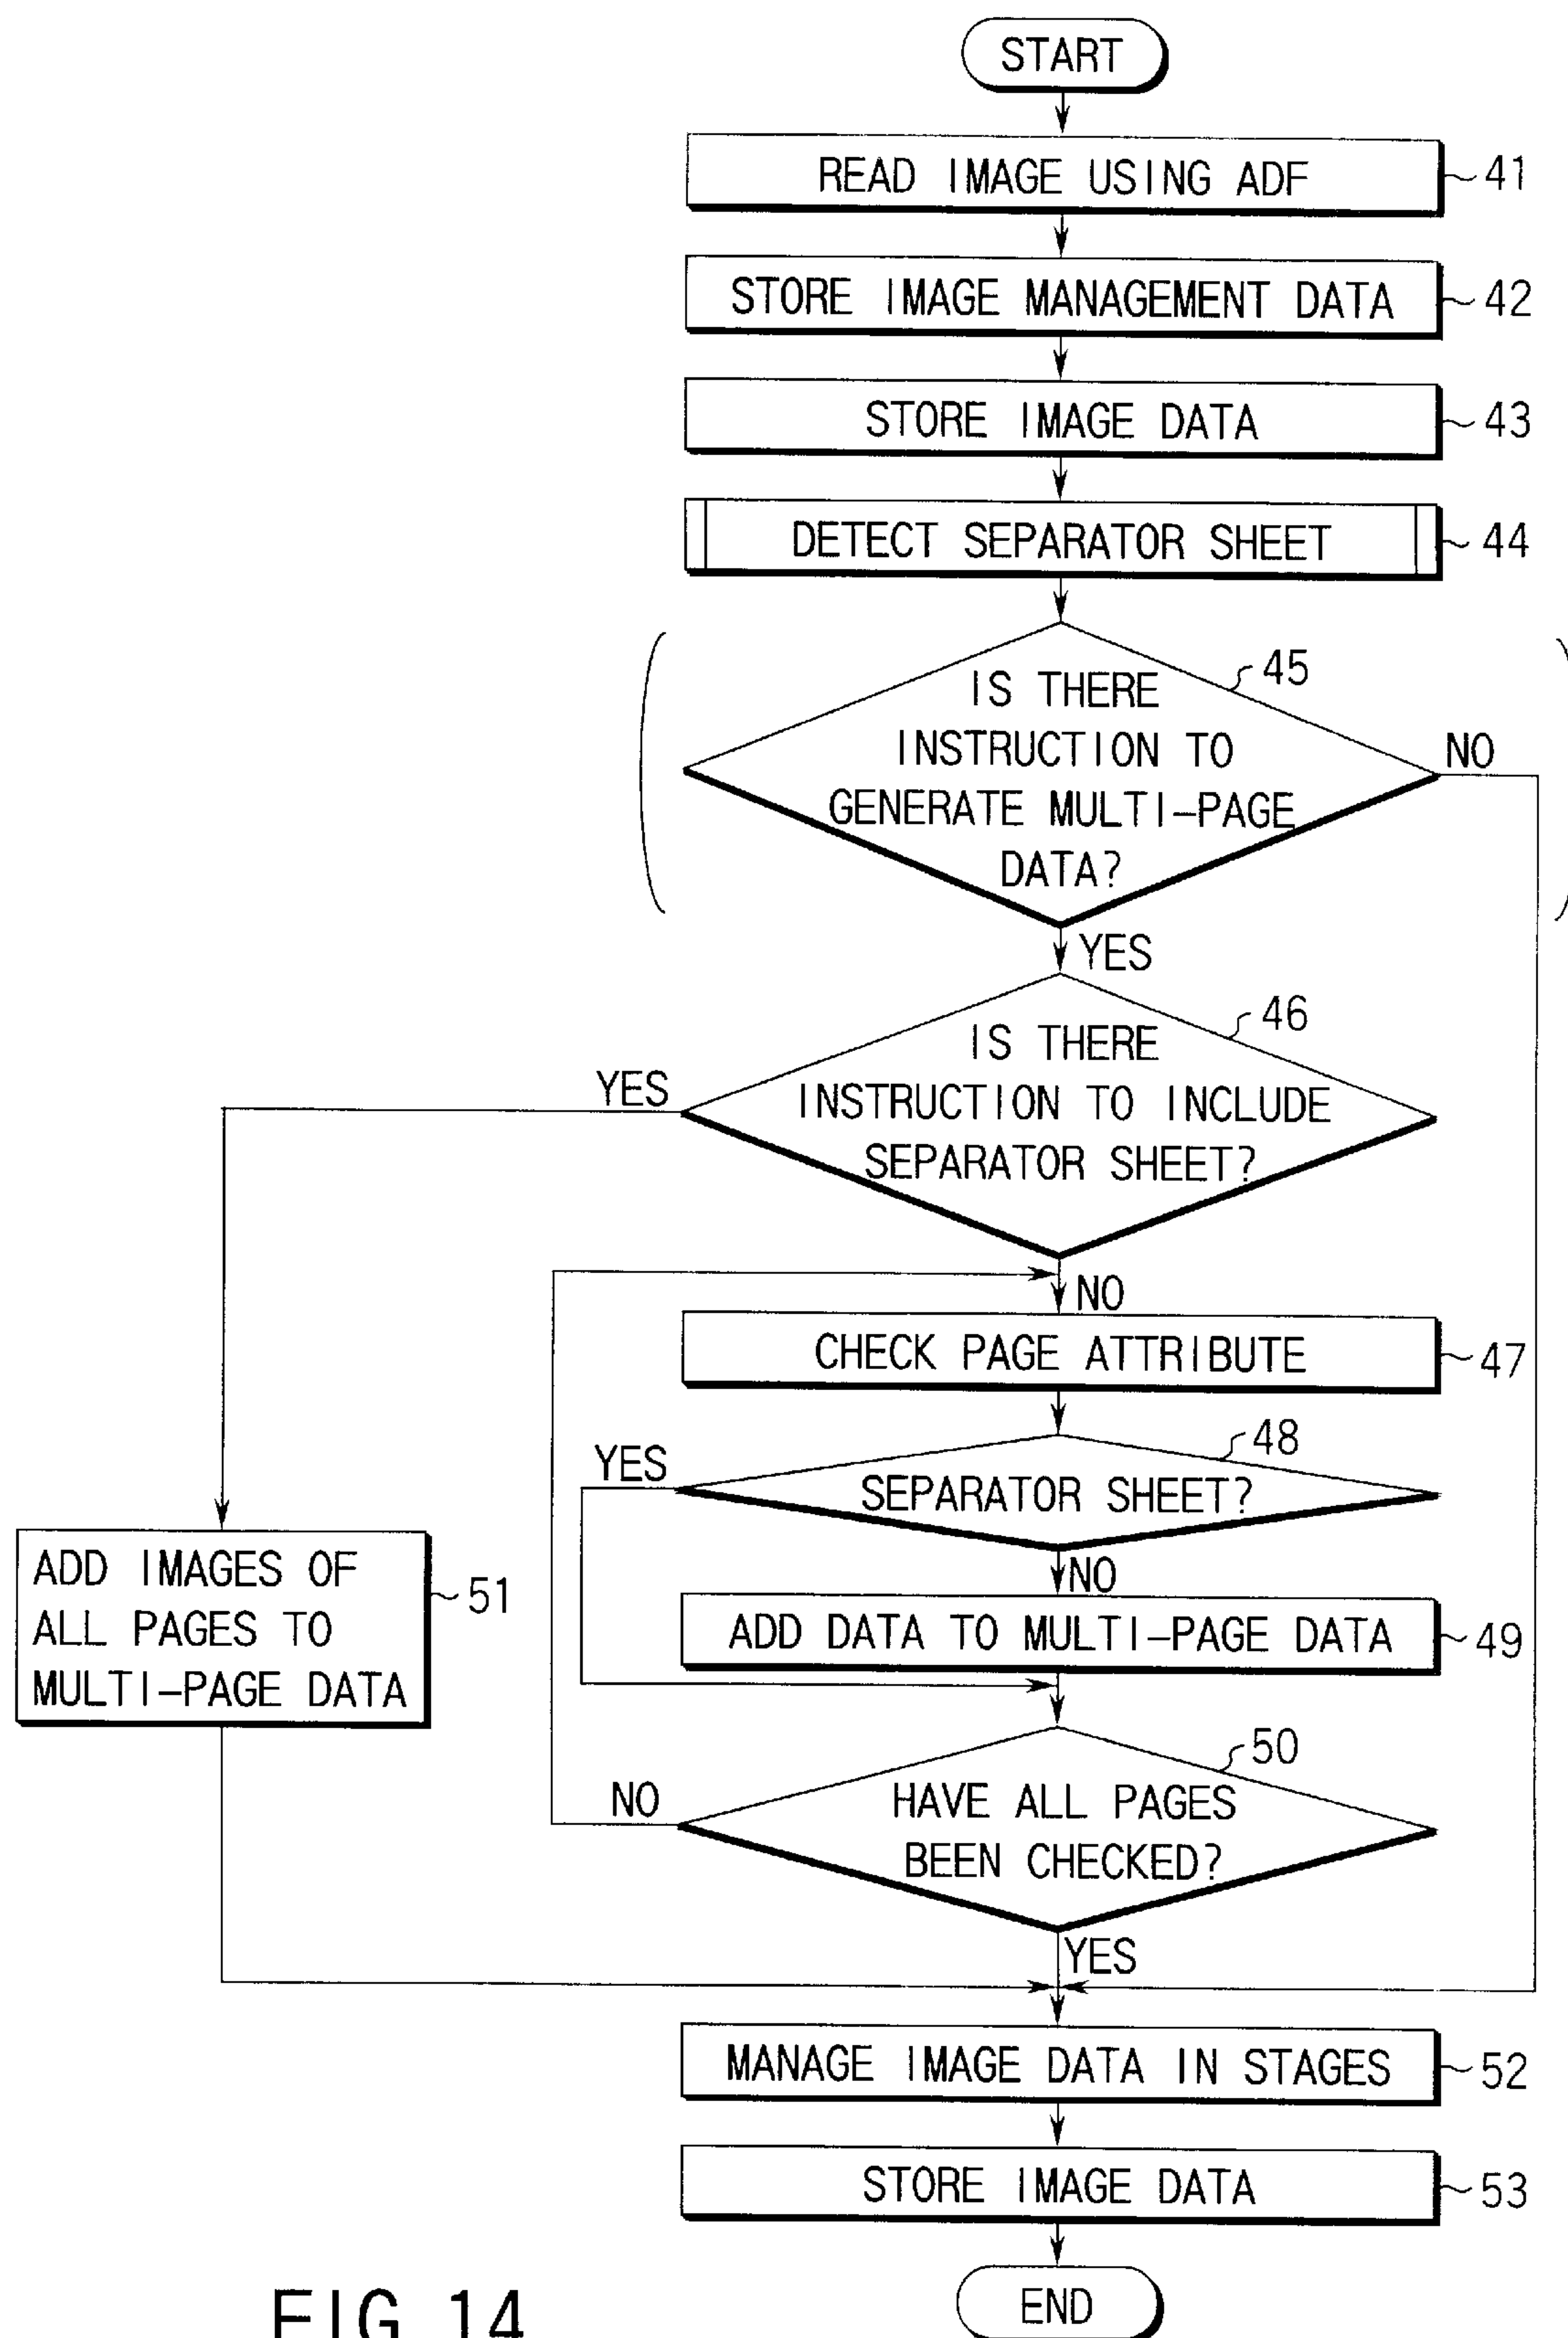 START
READ IMAGE USING ADF
41
STORE IMAGE MANAGEMENT DATA
42
STORE IMAGE DATA
43
DETECT SEPARATOR SHEET
44
45
IS THERE
INSTRUCTION TO
GENERATE MULTI-PAGE
DATA?
NO
YES
46
IS THERE
INSTRUCTION TO INCLUDE
SEPARATOR SHEET?
YES
NO
CHECK PAGE ATTRIBUTE
47
48
YES
SEPARATOR SHEET?
NO
ADD DATA TO MULTI-PAGE DATA
49
ADD IMAGES OF
ALL PAGES TO
MULTI-PAGE DATA
51
50
NO
HAVE ALL PAGES
BEEN CHECKED?
YES
MANAGE IMAGE DATA IN STAGES
52
STORE IMAGE DATA
53
END
FIG. 14